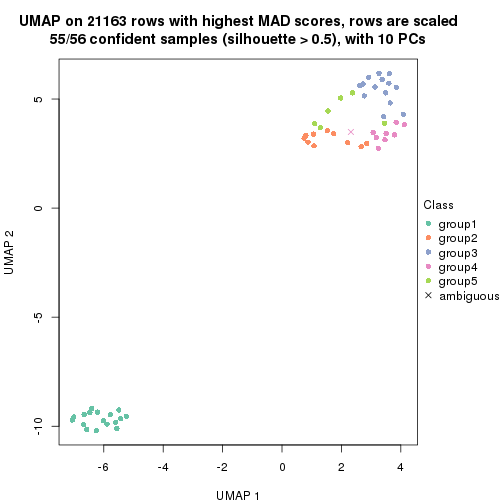 UMAP on 21163 rows with highest MAD scores, rows are scaled
55/56 confident samples (silhouette > 0.5), with 10 PCs
UMAP 2
5
0
-5
-10
-6
-4
-2
0
2
4
UMAP 1
Class
group1
group2
group3
group4
group5
ambiguous